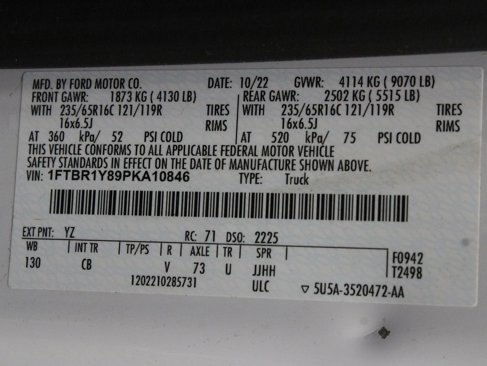 MFD. BY FORD MOTOR CO. DATE: 10/22 GVWR: 4114 KG ( 9070 LB)
FRONT GAWR: 1873 KG ( 4130 LB) REAR GAWR: 2502 KG ( 5515 LB)
WITH 235/65R16C 121/119R TIRES WITH 235/65R16C 121/119R TIRES
16x6.5J RIMS 16x6.5J RIMS
AT 360 kPa/ 52 PSI COLD AT 520 kPa/ 75 PSI COLD
THIS VEHICLE CONFORMS TO ALL APPLICABLE FEDERAL MOTOR VEHICLE
SAFETY STANDARDS IN EFFECT ON THE DATE OF MANUFACTURE SHOWN ABOVE.
VIN: 1FTBR1Y89PKA10846 TYPE: Truck
EXT PNT: YZ RC: 71 DSO: 2225
WB INT TR TP/PS R AXLE TR SPR F0942
130 CB V 73 U JJHH T2498
1202210285731 ULC ▽ 5U5A-3520472-AA